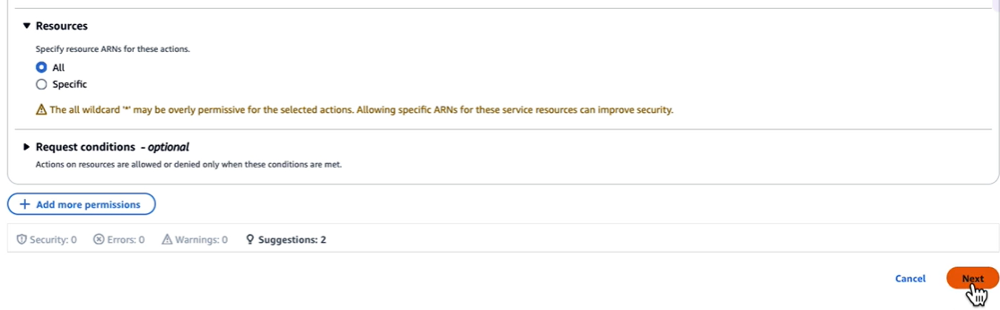 Resources
Specify resource ARNs for these actions.
All
Specific
The all wildcard '*' may be overly permissive for the selected actions. Allowing specific ARNs for these service resources can improve security.
Request conditions - optional
Actions on resources are allowed or denied only when these conditions are met.
+ Add more permissions
Security: 0 Errors: 0 Warnings: 0 Suggestions: 2
Cancel Next